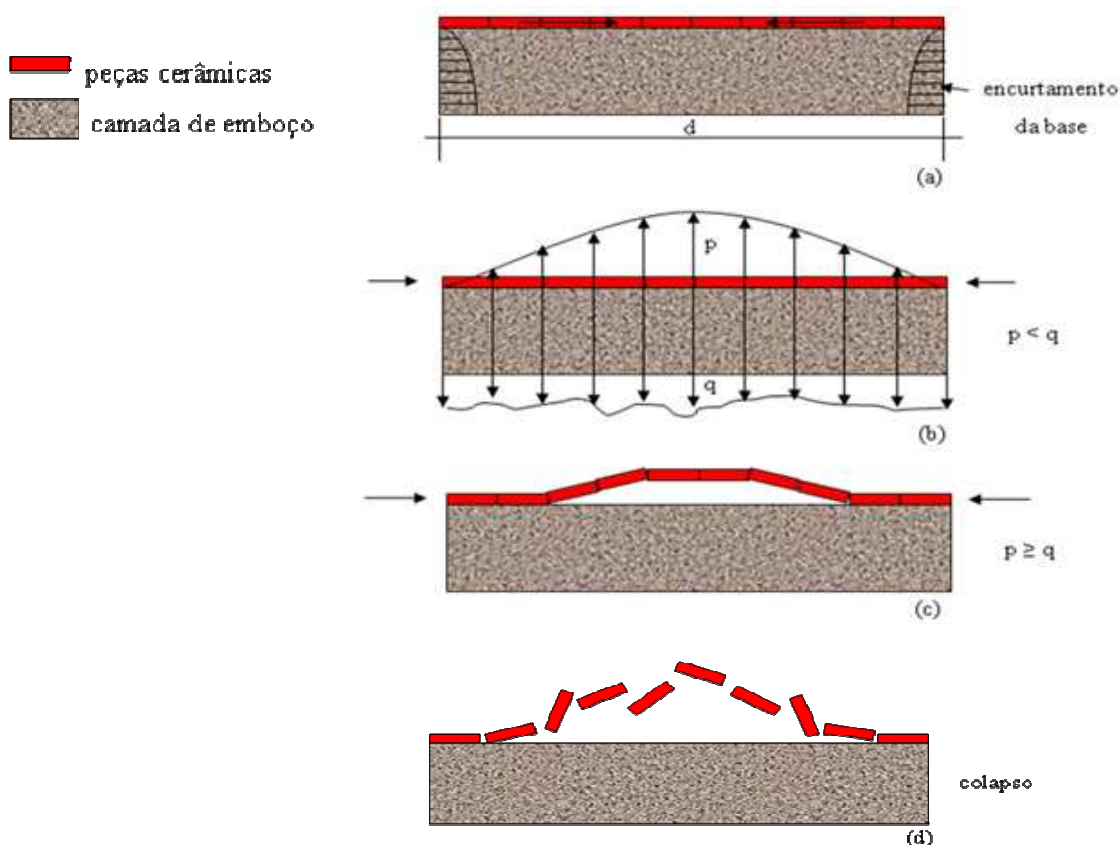 peças cerâmicas
camada de emboço
encurtamento
da base
d
(a)
p
p < q
q
(b)
p ≥ q
(c)
colapso
(d)